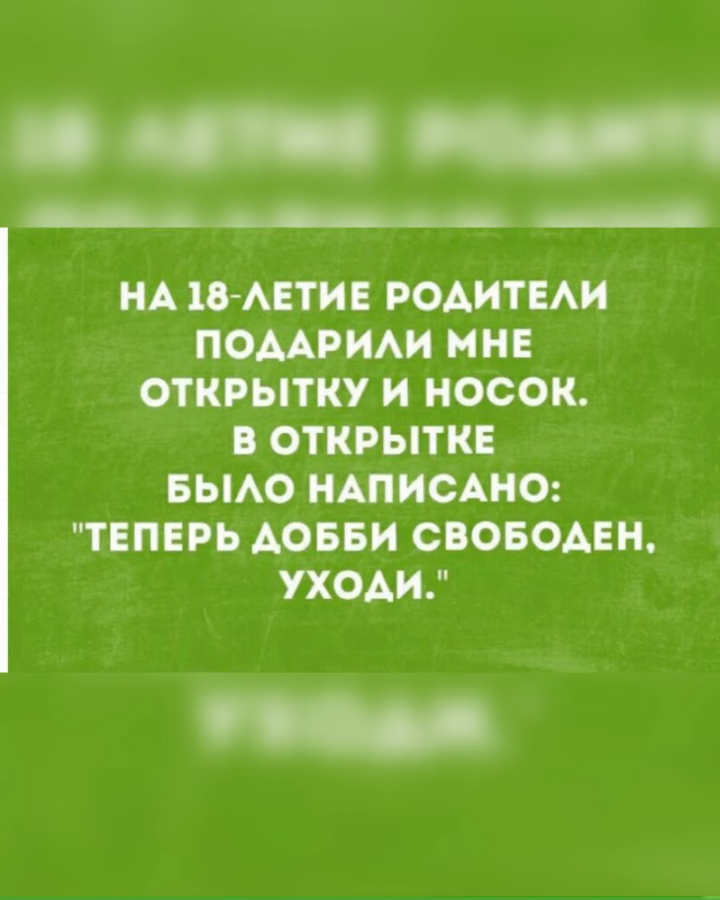 НА 18-ЛЕТИЕ РОДИТЕЛИ
ПОДАРИЛИ МНЕ
ОТКРЫТКУ И НОСОК.
В ОТКРЫТКЕ
БЫЛО НАПИСАНО:
"ТЕПЕРЬ ДОББИ СВОБОДЕН,
УХОДИ."